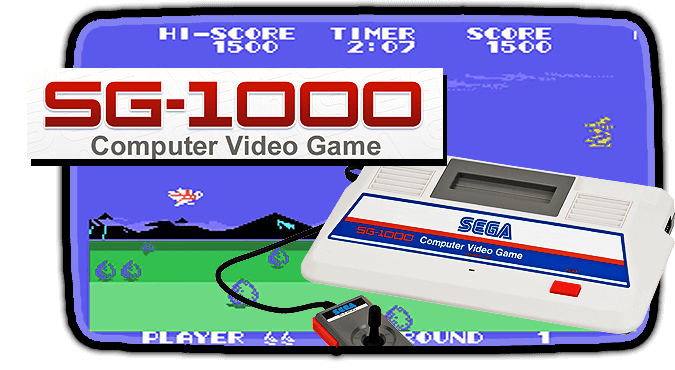 HI-SCORE TIMER SCORE
1500 2:07 1500
SG-1000
Computer Video Game
SEGA
SG-1000 Computer Video Game
SEGA
PLAYER ROUND 1